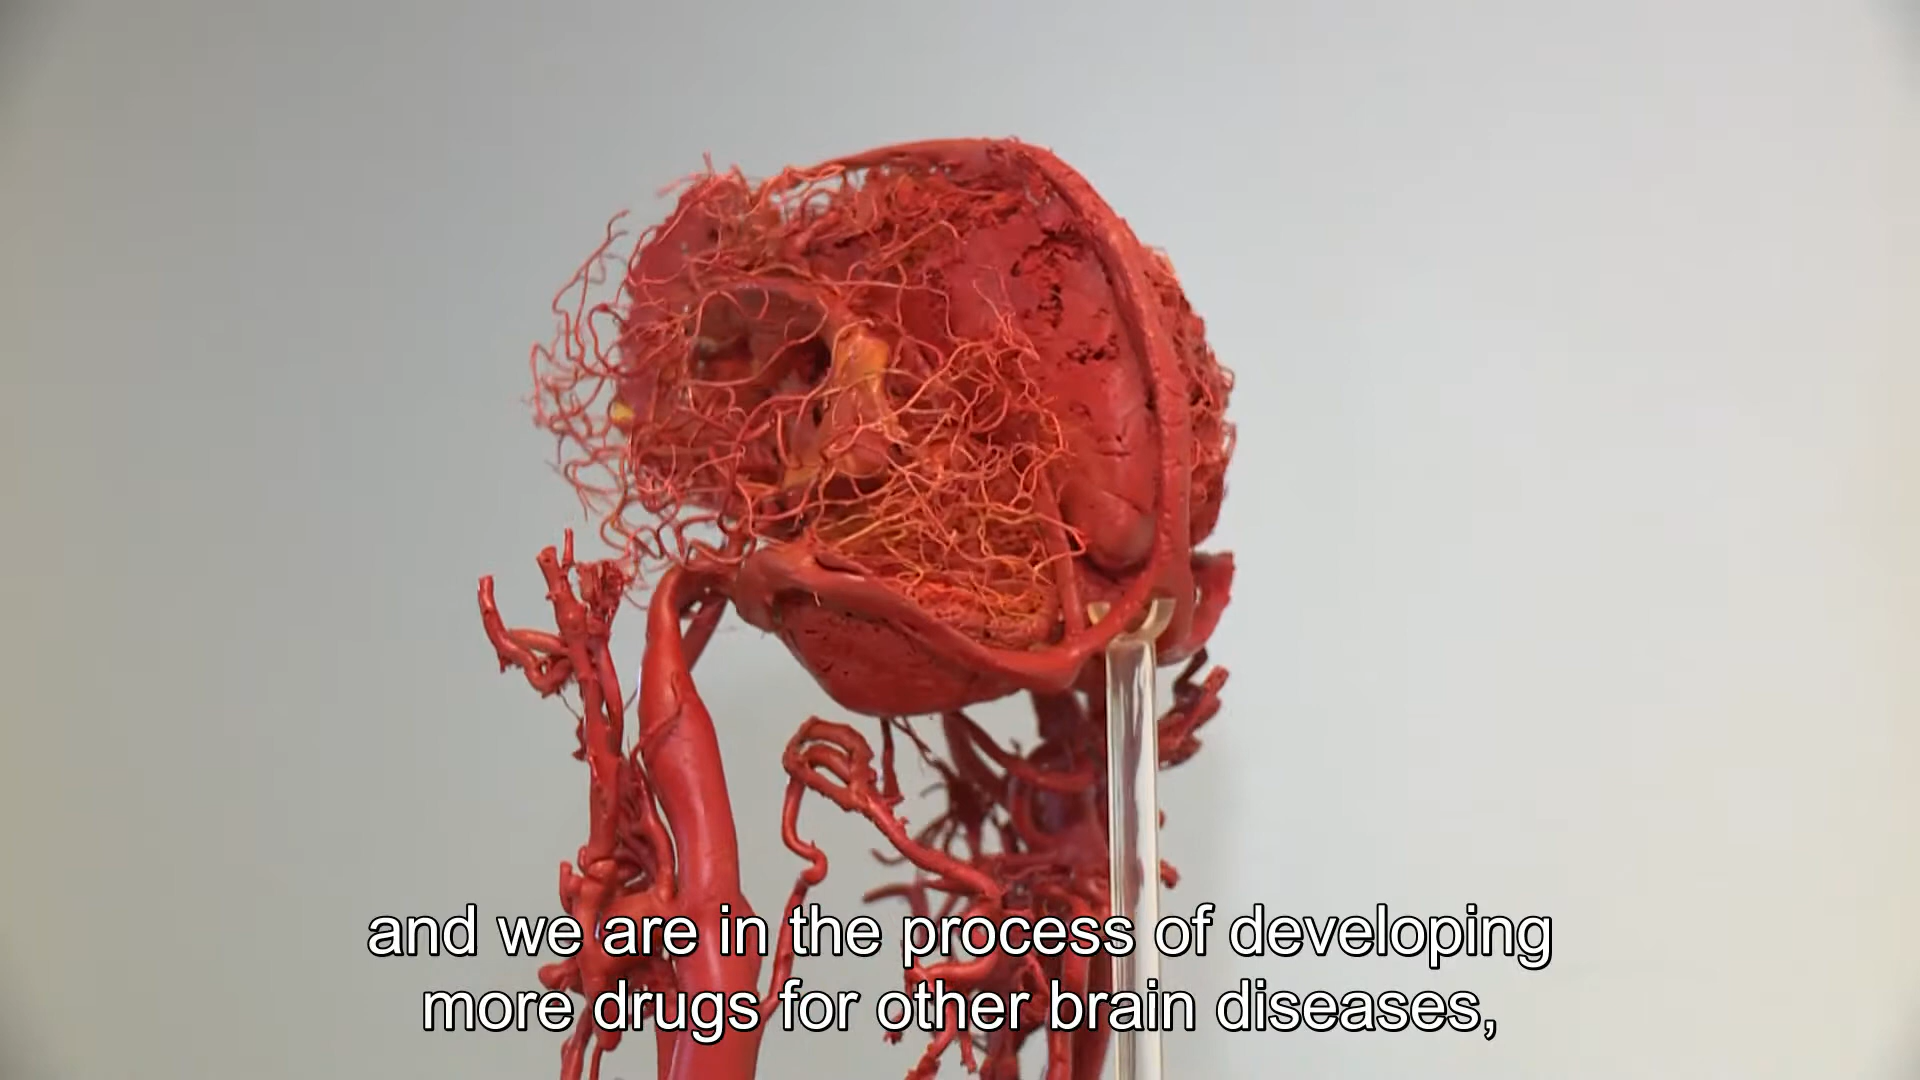 and we are in the process of developing
more drugs for other brain diseases,